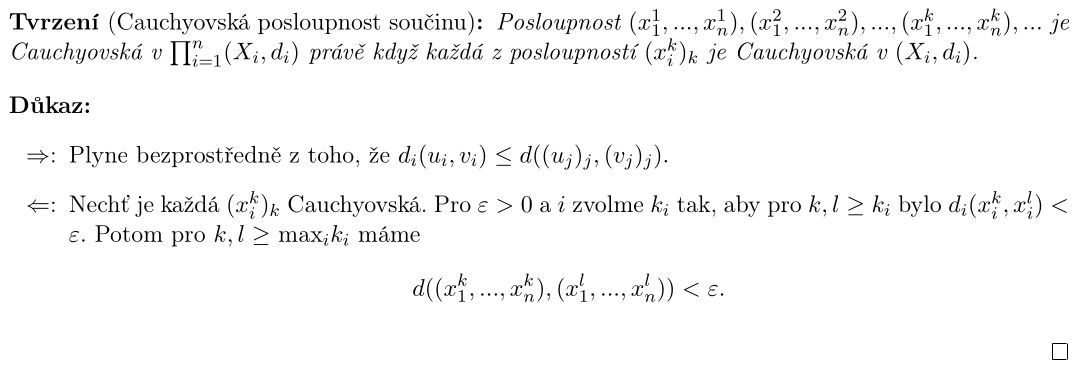 Tvrzení (Cauchyovská posloupnost součinu): Posloupnost $(x_1^1, ..., x_n^1), (x_1^2, ..., x_n^2), ..., (x_1^k, ..., x_n^k), ...$ je
Cauchyovská v $\prod_{i=1}^n (X_i, d_i)$ právě když každá z posloupností $(x_i^k)_k$ je Cauchyovská v $(X_i, d_i)$.
Důkaz:
⇒: Plyne bezprostředně z toho, že $d_i(u_i, v_i) \leq d((u_j)_j, (v_j)_j)$.
⇐: Nechť je každá $(x_i^k)_k$ Cauchyovská. Pro $\varepsilon > 0$ a $i$ zvolme $k_i$ tak, aby pro $k, l \geq k_i$ bylo $d_i(x_i^k, x_i^l) <$
$\varepsilon$. Potom pro $k, l \geq \max_i k_i$ máme
$d((x_1^k, ..., x_n^k), (x_1^l, ..., x_n^l)) < \varepsilon.$
□